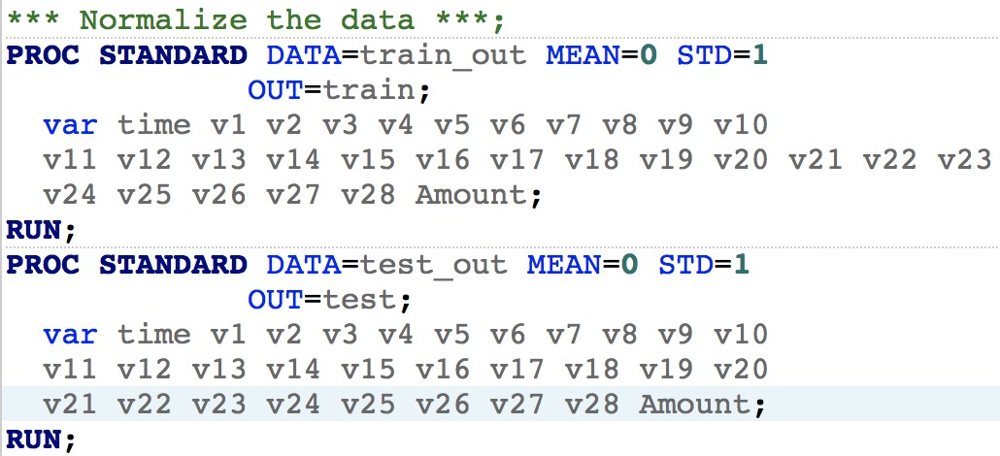 *** Normalize the data ***;
PROC STANDARD DATA=train_out MEAN=0 STD=1
OUT=train;
var time v1 v2 v3 v4 v5 v6 v7 v8 v9 v10
v11 v12 v13 v14 v15 v16 v17 v18 v19 v20 v21 v22 v23
v24 v25 v26 v27 v28 Amount;
RUN;
PROC STANDARD DATA=test_out MEAN=0 STD=1
OUT=test;
var time v1 v2 v3 v4 v5 v6 v7 v8 v9 v10
v11 v12 v13 v14 v15 v16 v17 v18 v19 v20
v21 v22 v23 v24 v25 v26 v27 v28 Amount;
RUN;